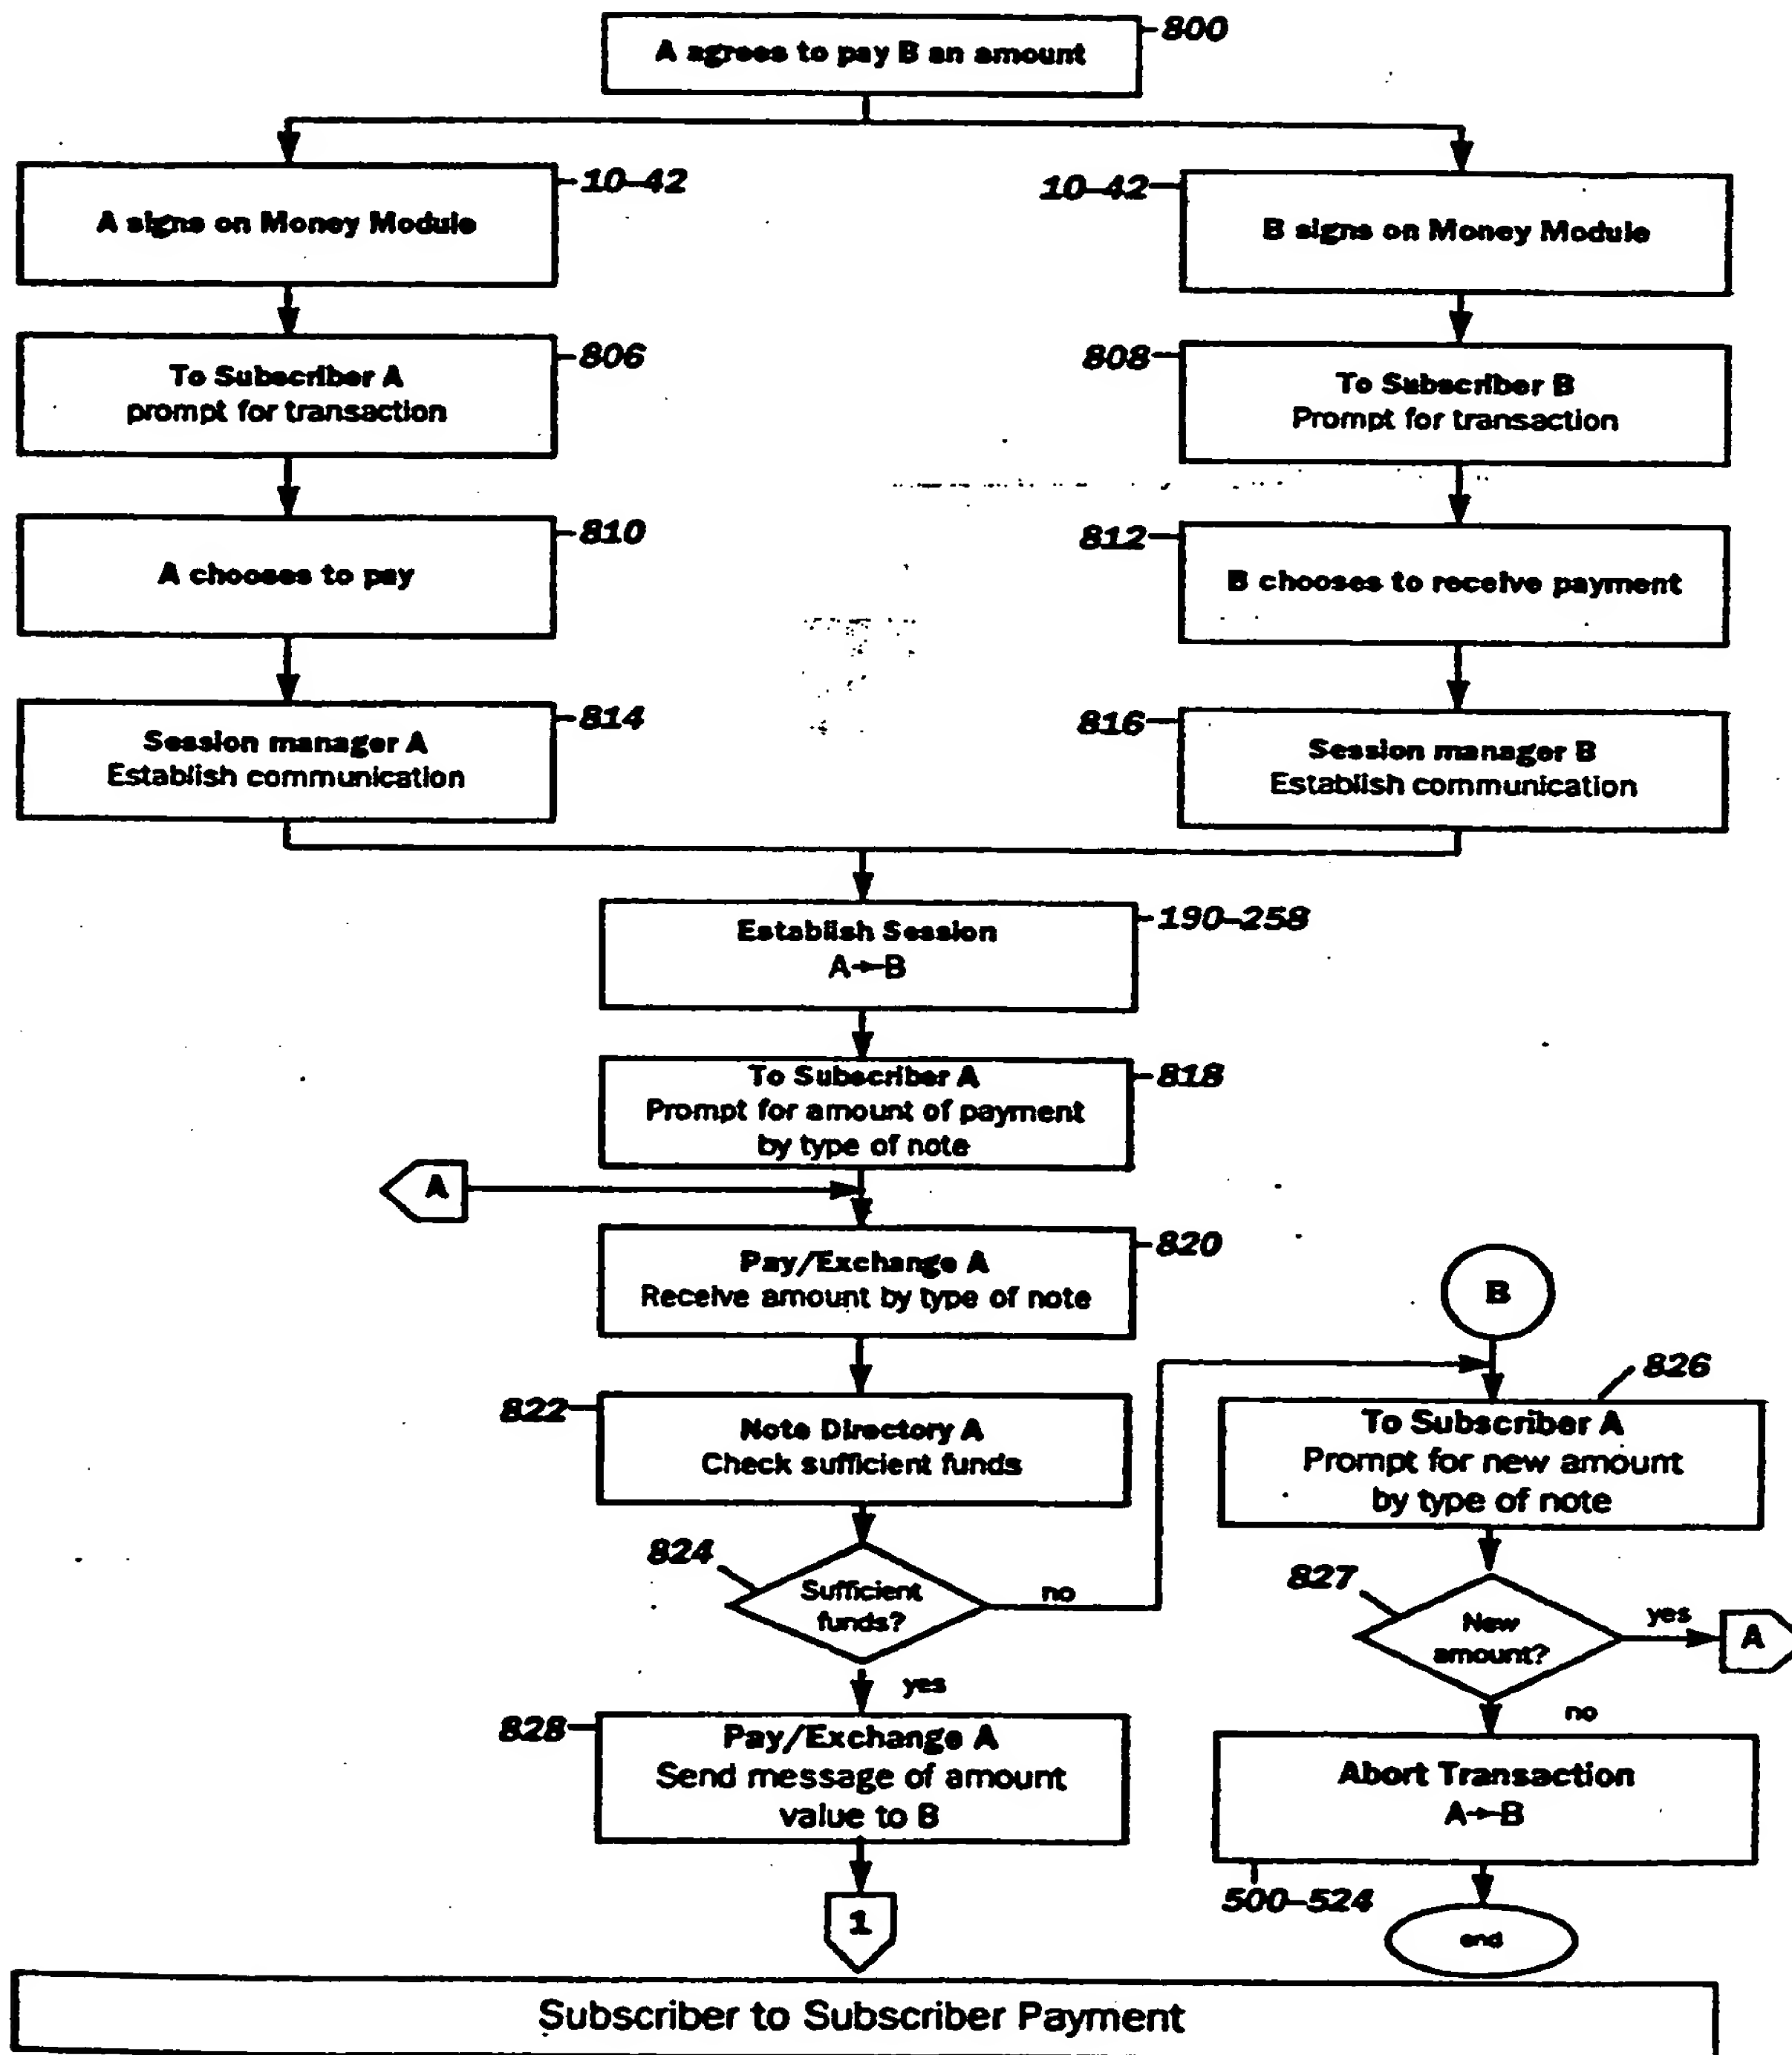 A agrees to pay B an amount
800
A signs on Money Module
10-42
10-42
B signs on Money Module
To Subscriber A
prompt for transaction
806
808
To Subscriber B
Prompt for transaction
A chooses to pay
810
812
B chooses to receive payment
Session manager A
Establish communication
814
816
Session manager B
Establish communication
Establish Session
A→B
190-258
To Subscriber A
Prompt for amount of payment
by type of note
818
A
Pay/Exchange A
Receive amount by type of note
820
B
822
Note Directory A
Check sufficient funds
826
To Subscriber A
Prompt for new amount
by type of note
824
Sufficient
funds?
no
yes
827
New
amount?
yes
A
no
828
Pay/Exchange A
Send message of amount
value to B
Abort Transaction
A→B
500-524
1
end
Subscriber to Subscriber Payment